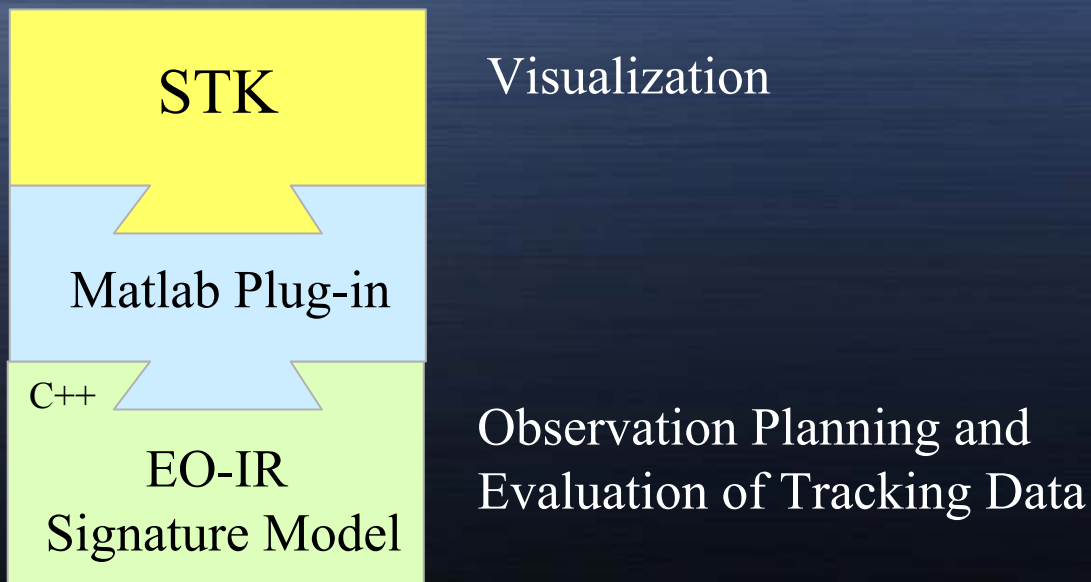 STK
Visualization
Matlab Plug-in
C++
EO-IR
Signature Model
Observation Planning and
Evaluation of Tracking Data